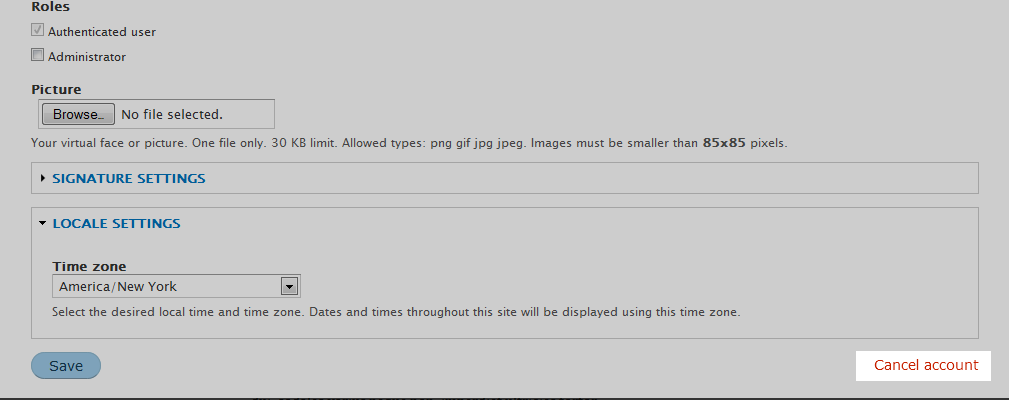 Roles
Authenticated user
Administrator
Picture
Browse… No file selected.
Your virtual face or picture. One file only. 30 KB limit. Allowed types: png gif jpg jpeg. Images must be smaller than 85x85 pixels.
SIGNATURE SETTINGS
LOCALE SETTINGS
Time zone
America/New York
Select the desired local time and time zone. Dates and times throughout this site will be displayed using this time zone.
Save
Cancel account